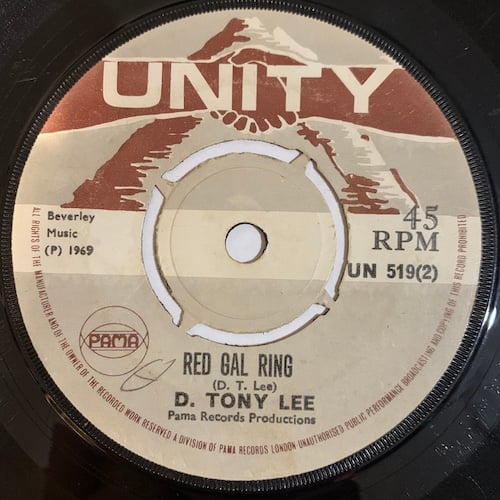 UNITY
Beverley
Music
(P) 1969
45
RPM
UN 519(2)
PAMA
RED GAL RING
(D. T. Lee)
D. TONY LEE
Pama Records Productions
ALL RIGHTS OF THE MANUFACTURER AND OF THE OWNER OF THE RECORDED WORK RESERVED A DIVISION OF PAMA RECORDS LONDON UNAUTHORISED PUBLIC PERFORMANCE BROADCASTING AND COPYING OF THIS RECORD PROHIBITED